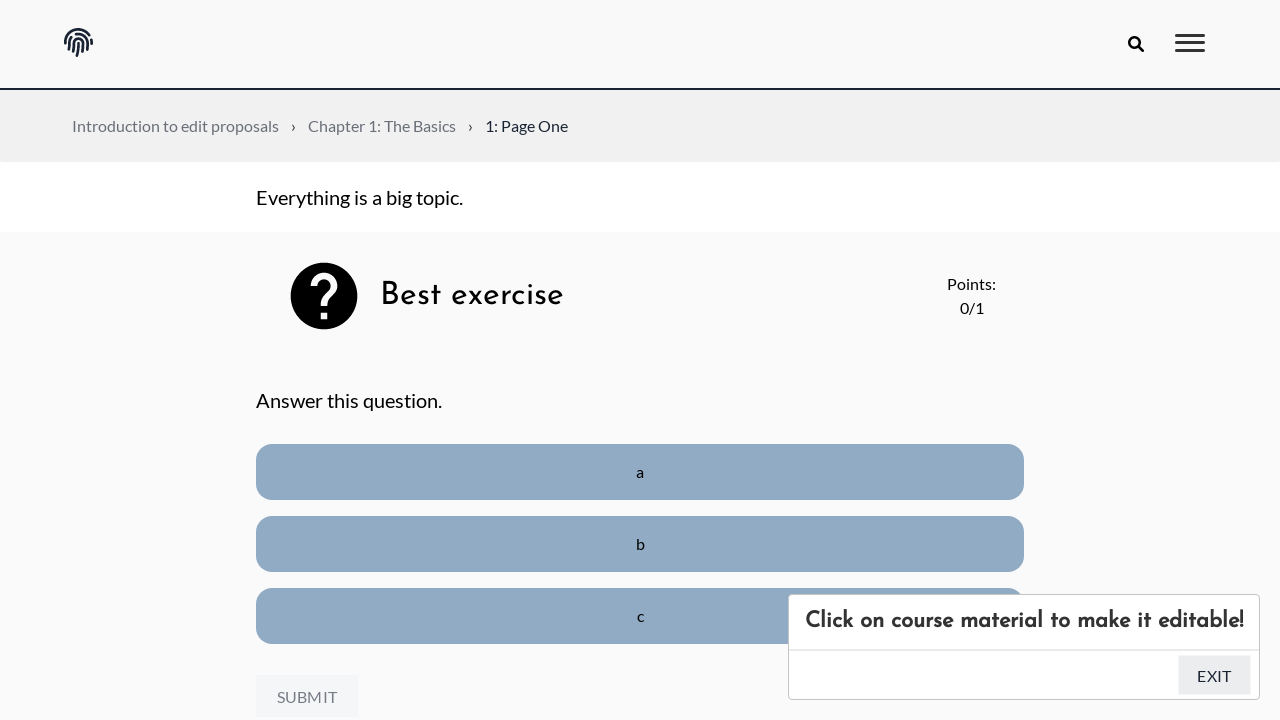 Introduction to edit proposals › Chapter 1: The Basics › 1: Page One
Everything is a big topic.
Best exercise
Points:
0/1
Answer this question.
a
b
c
Click on course material to make it editable!
EXIT
SUBMIT